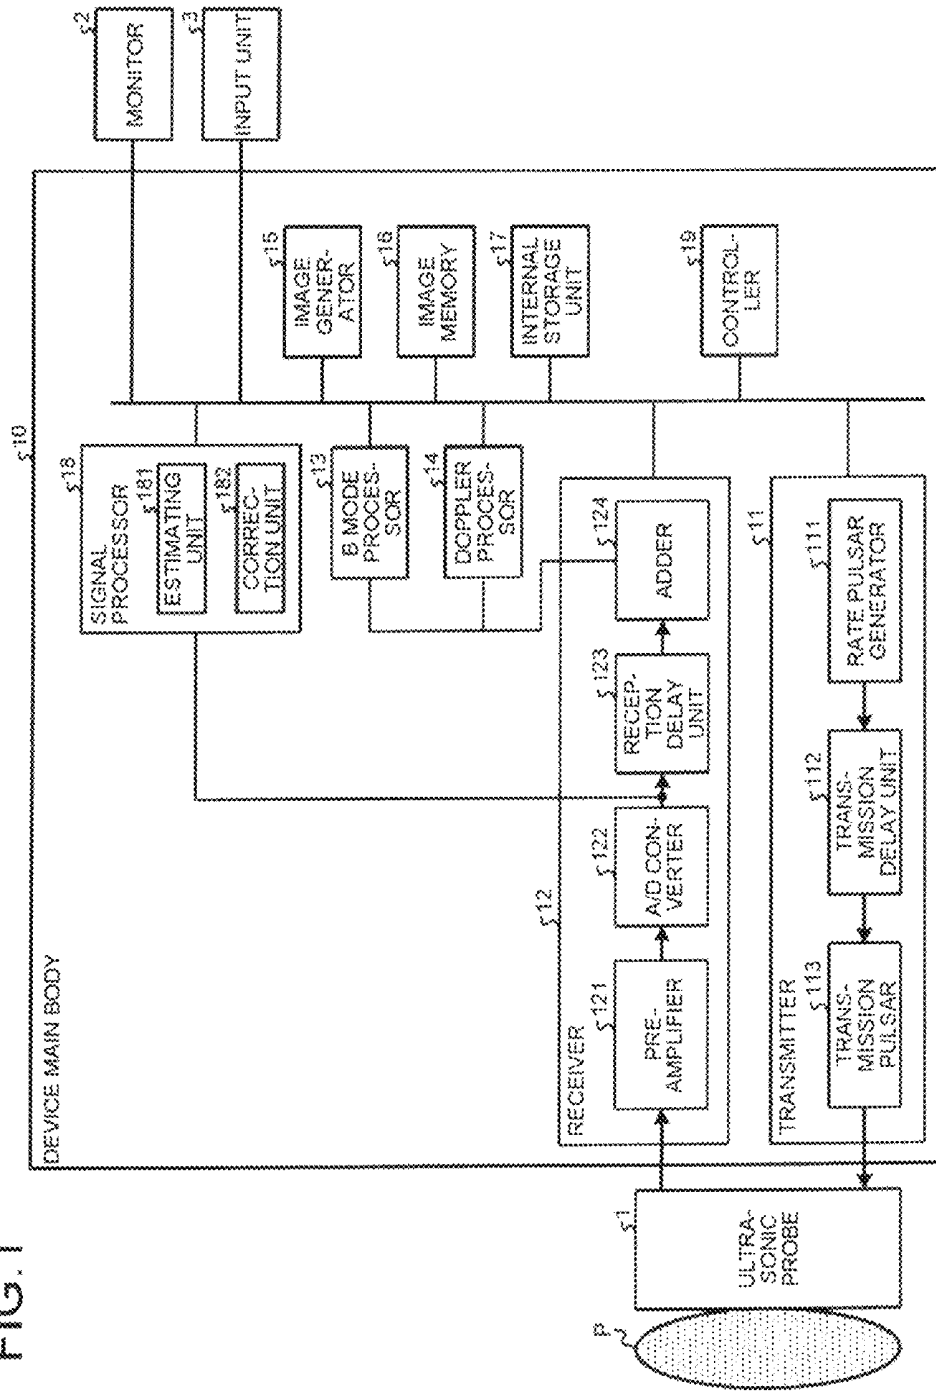 FIG.1
DEVICE MAIN BODY
10
MONITOR
2
INPUT UNIT
3
SIGNAL
PROCESSOR
18
ESTIMATING
UNIT
181
CORREC-
TION UNIT
182
IMAGE
GENER-
ATOR
15
IMAGE
MEMORY
16
INTERNAL
STORAGE
UNIT
17
CONTROL-
LER
19
B MODE
PROCES-
SOR
13
DOPPLER
PROCES-
SOR
14
RECEIVER
12
PRE-
AMPLIFIER
121
A/D CON-
VERTER
122
RECEP-
TION
DELAY
UNIT
123
ADDER
124
TRANSMITTER
11
TRANS-
MISSION
PULSAR
113
TRANS-
MISSION
DELAY UNIT
112
RATE PULSAR
GENERATOR
111
ULTRA-
SONIC
PROBE
1
P